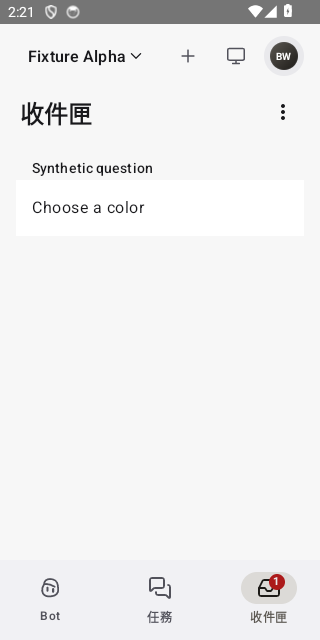 2:21
Fixture Alpha
BW
收件匣
Synthetic question
Choose a color
1
Bot
任務
收件匣